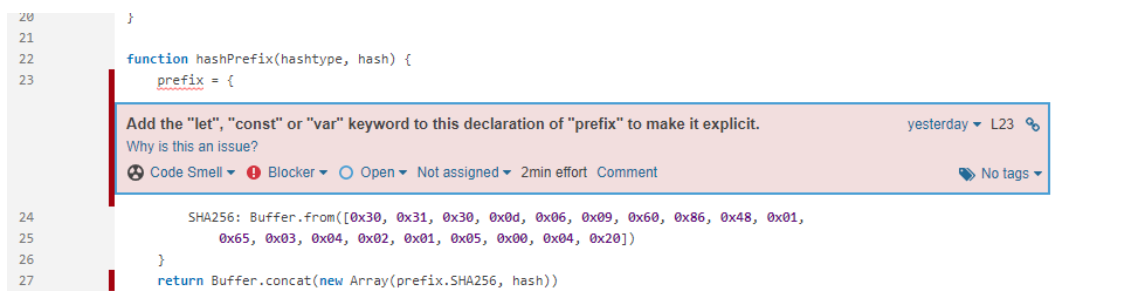 20 }
21
22 function hashPrefix(hashtype, hash) {
23 prefix = {
Add the "let", "const" or "var" keyword to this declaration of "prefix" to make it explicit. yesterday L23
Why is this an issue?
Code Smell Blocker Open Not assigned 2min effort Comment No tags
24 SHA256: Buffer.from([0x30, 0x31, 0x30, 0x0d, 0x06, 0x09, 0x60, 0x86, 0x48, 0x01,
25 0x65, 0x03, 0x04, 0x02, 0x01, 0x05, 0x00, 0x04, 0x20])
26 }
27 return Buffer.concat(new Array(prefix.SHA256, hash))